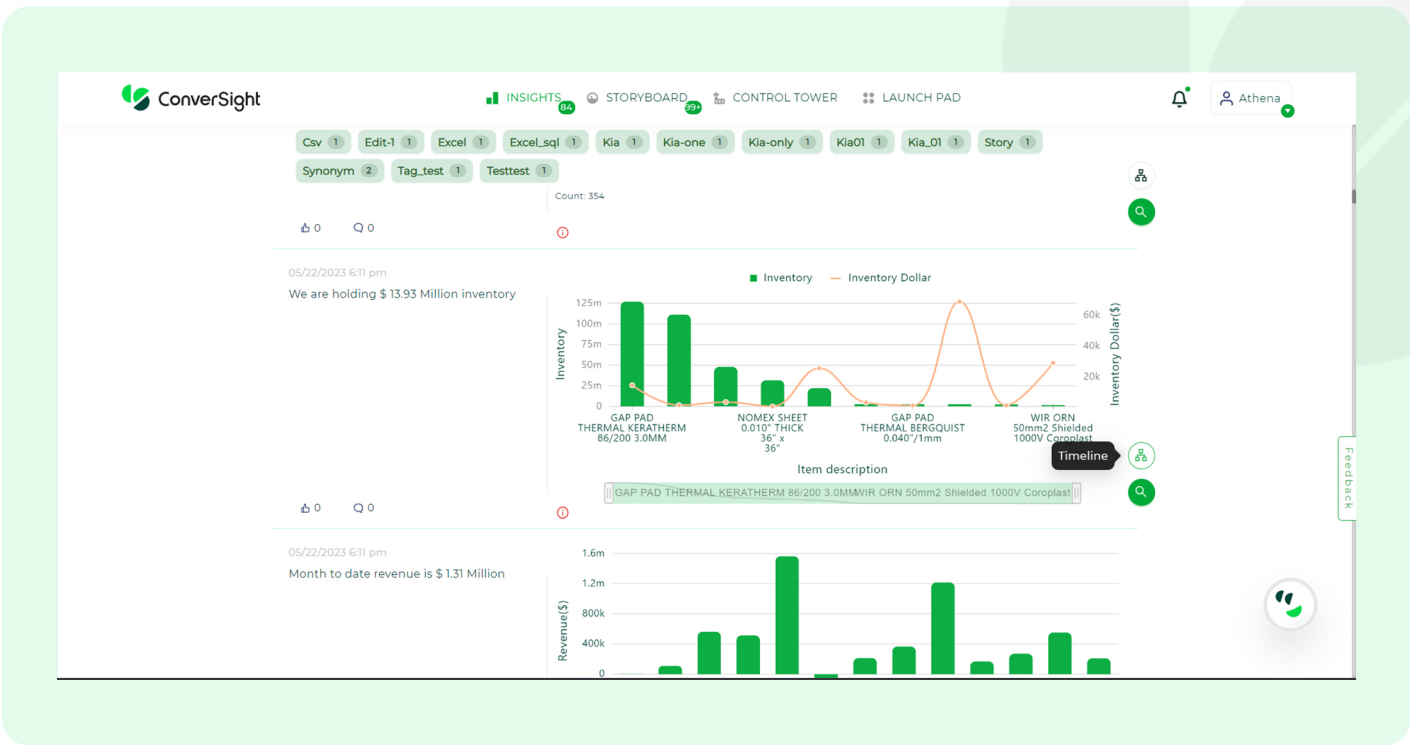 ConverSight
INSIGHTS 84
STORYBOARD 99+
CONTROL TOWER
LAUNCH PAD
Athena
Csv 1
Edit-1 1
Excel 1
Excel_sql 1
Kia 1
Kia-one 1
Kia-only 1
Kia01 1
Kia_01 1
Story 1
Synonym 2
Tag_test 1
Testtest 1
Count: 354
0
0
05/22/2023 6:11 pm
We are holding $ 13.93 Million inventory
Inventory
Inventory Dollar
125m
100m
75m
50m
25m
0
Inventory
60k
40k
20k
Inventory Dollar($)
GAP PAD
THERMAL KERATHERM
86/200 3.0MM
NOMEX SHEET
0.010" THICK
36" x
36"
GAP PAD
THERMAL BERGQUIST
0.040"/1mm
WIR ORN
50mm2 Shielded
1000V Coroplast
Item description
GAP PAD THERMAL KERATHERM 86/200 3.0MM
WIR ORN 50mm2 Shielded 1000V Coroplast
Timeline
Feedback
0
0
05/22/2023 6:11 pm
Month to date revenue is $ 1.31 Million
1.6m
1.2m
800k
400k
0
Revenue($)